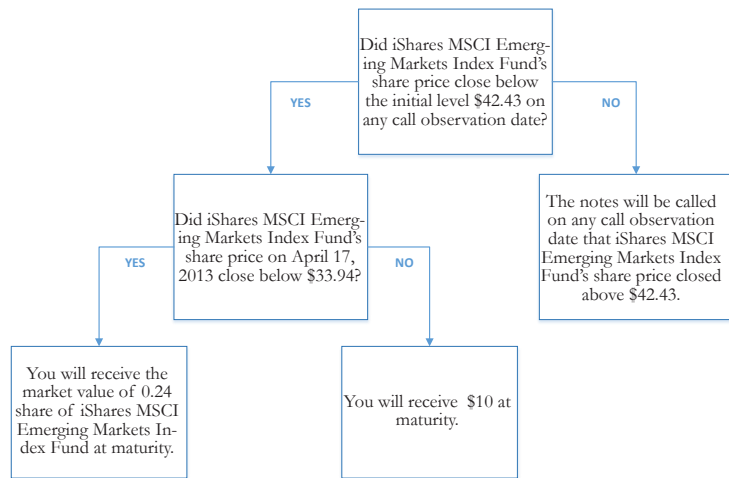 Did iShares MSCI Emerg-
ing Markets Index Fund's
share price close below
the initial level $42.43 on
any call observation date?
YES
NO
Did iShares MSCI Emerg-
ing Markets Index Fund's
share price on April 17,
2013 close below $33.94?
The notes will be called
on any call observation
date that iShares MSCI
Emerging Markets Index
Fund's share price closed
above $42.43.
YES
NO
You will receive the
market value of 0.24
share of iShares MSCI
Emerging Markets In-
dex Fund at maturity.
You will receive $10 at
maturity.